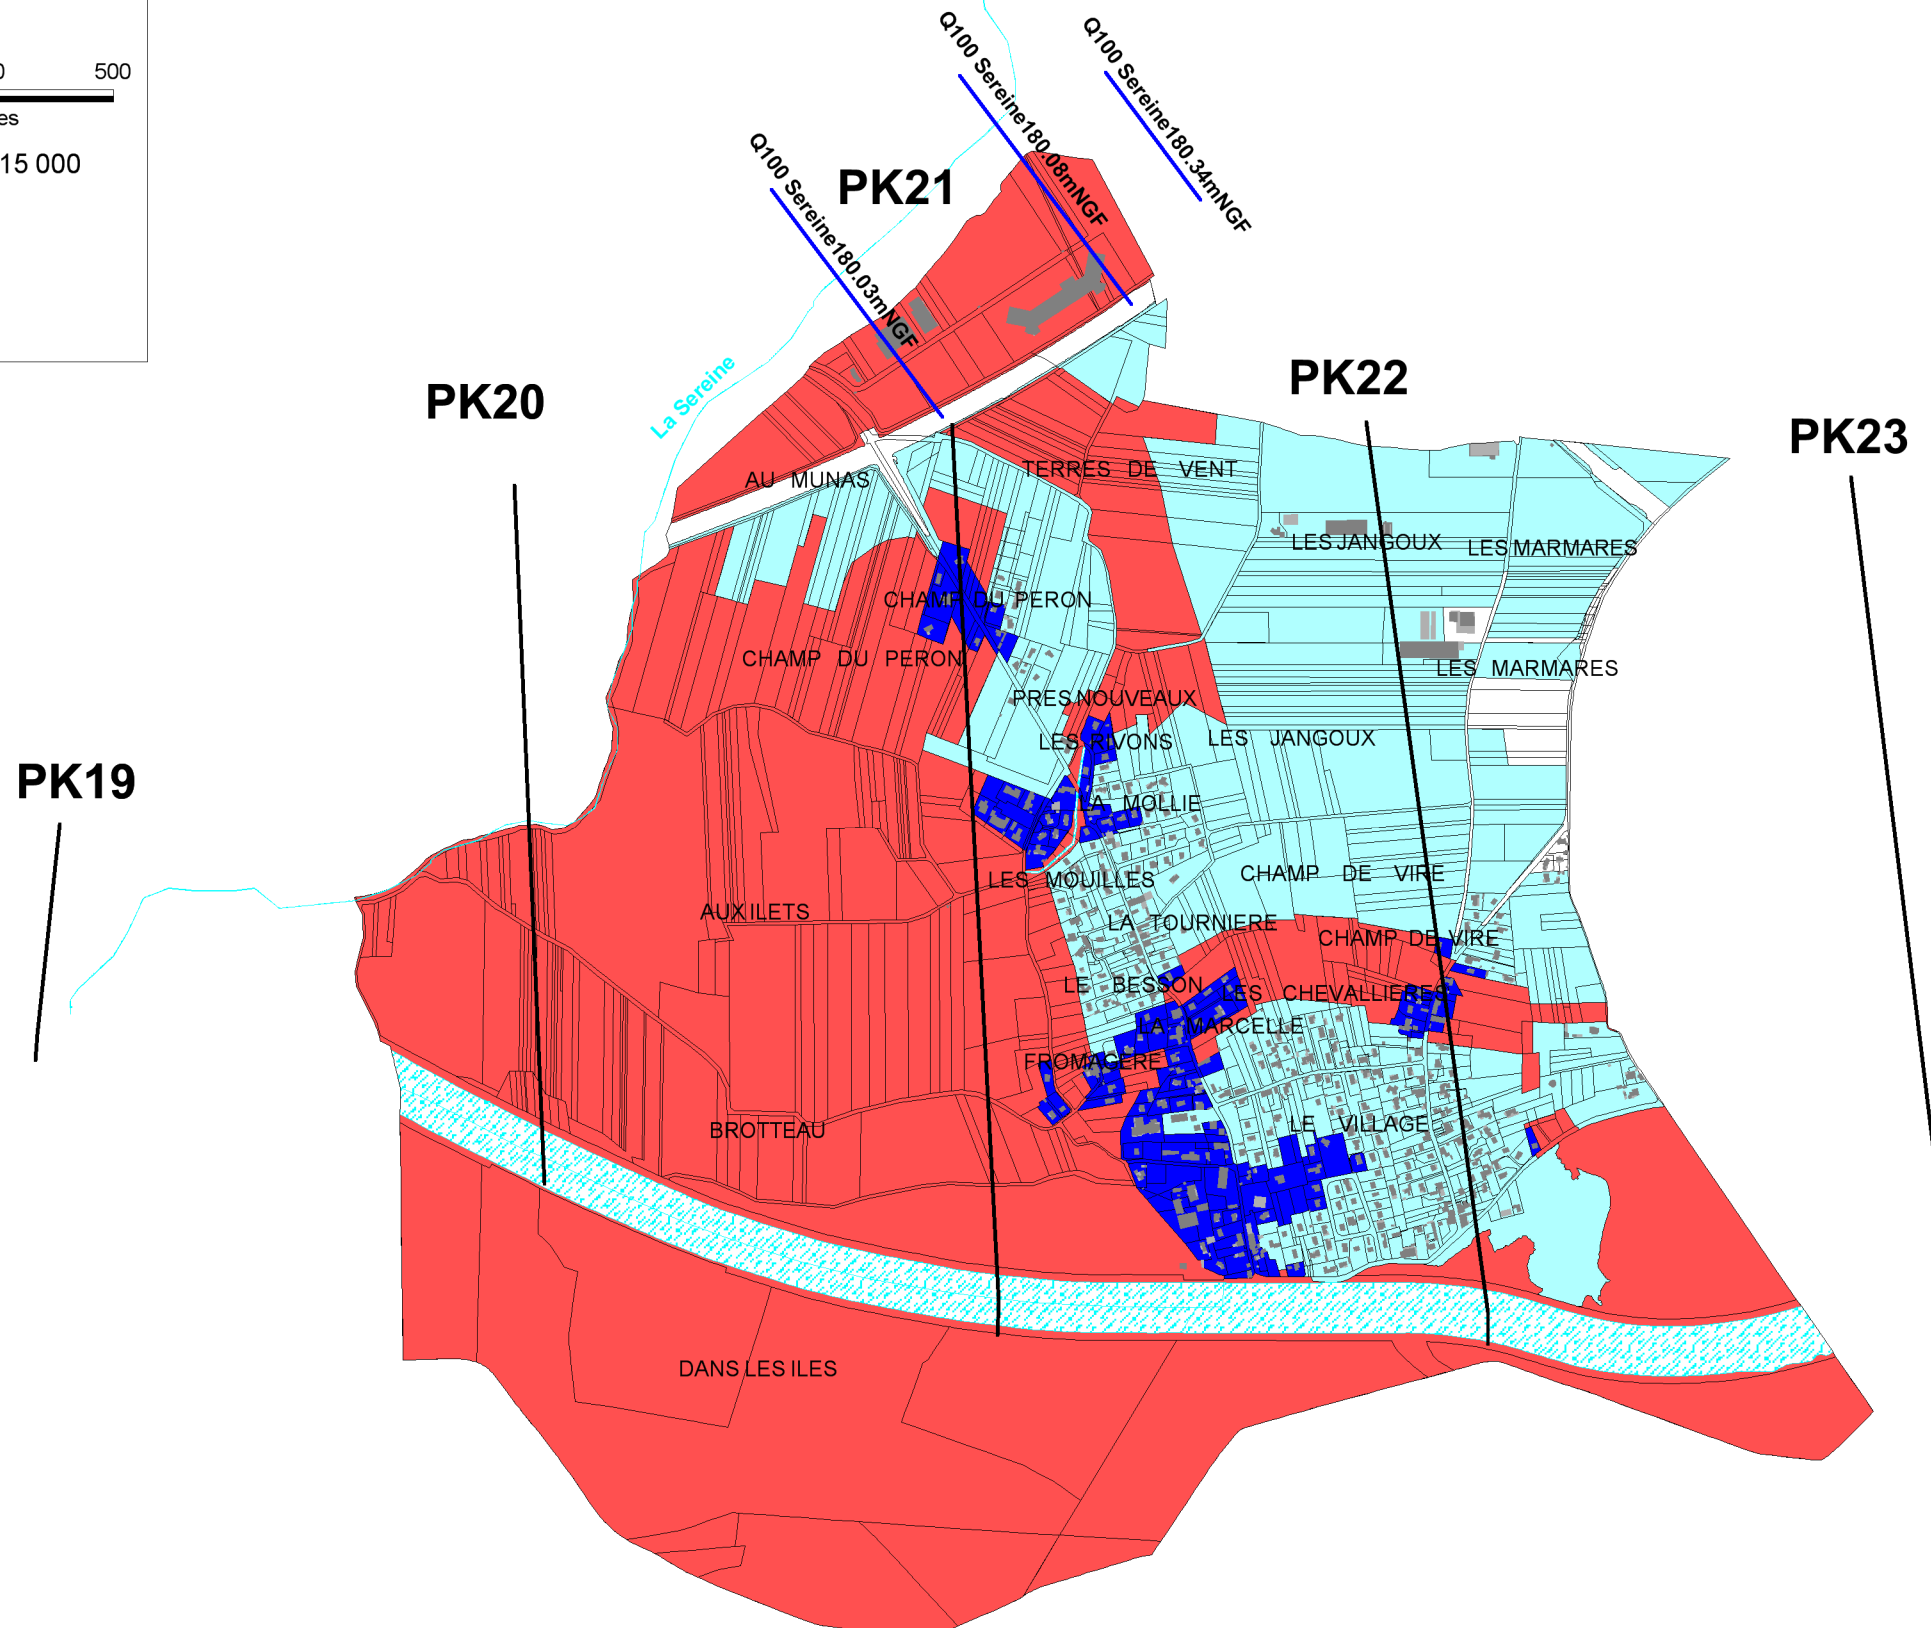 0 500
es
15 000
Q100 Sereine180.08mNGF
Q100 Sereine180.34mNGF
Q100 Sereine180.03mNGF
PK21
PK22
PK20
PK23
La Sereine
AU MUNAS
TERRES DE VENT
LES JANGOUX
LES MARMARES
CHAMP DU PERON
CHAMP DU PERON
LES MARMARES
PRES NOUVEAUX
LES RIVONS
LES JANGOUX
PK19
LA MOLLIE
LES MOUILLES
CHAMP DE VIRE
AUX ILETS
LA TOURNIERE
CHAMP DE VIRE
LE BESSON
LES CHEVALLIERES
LA MARCELLE
FROMAGERE
LE VILLAGE
BROTTEAU
DANS LES ILES